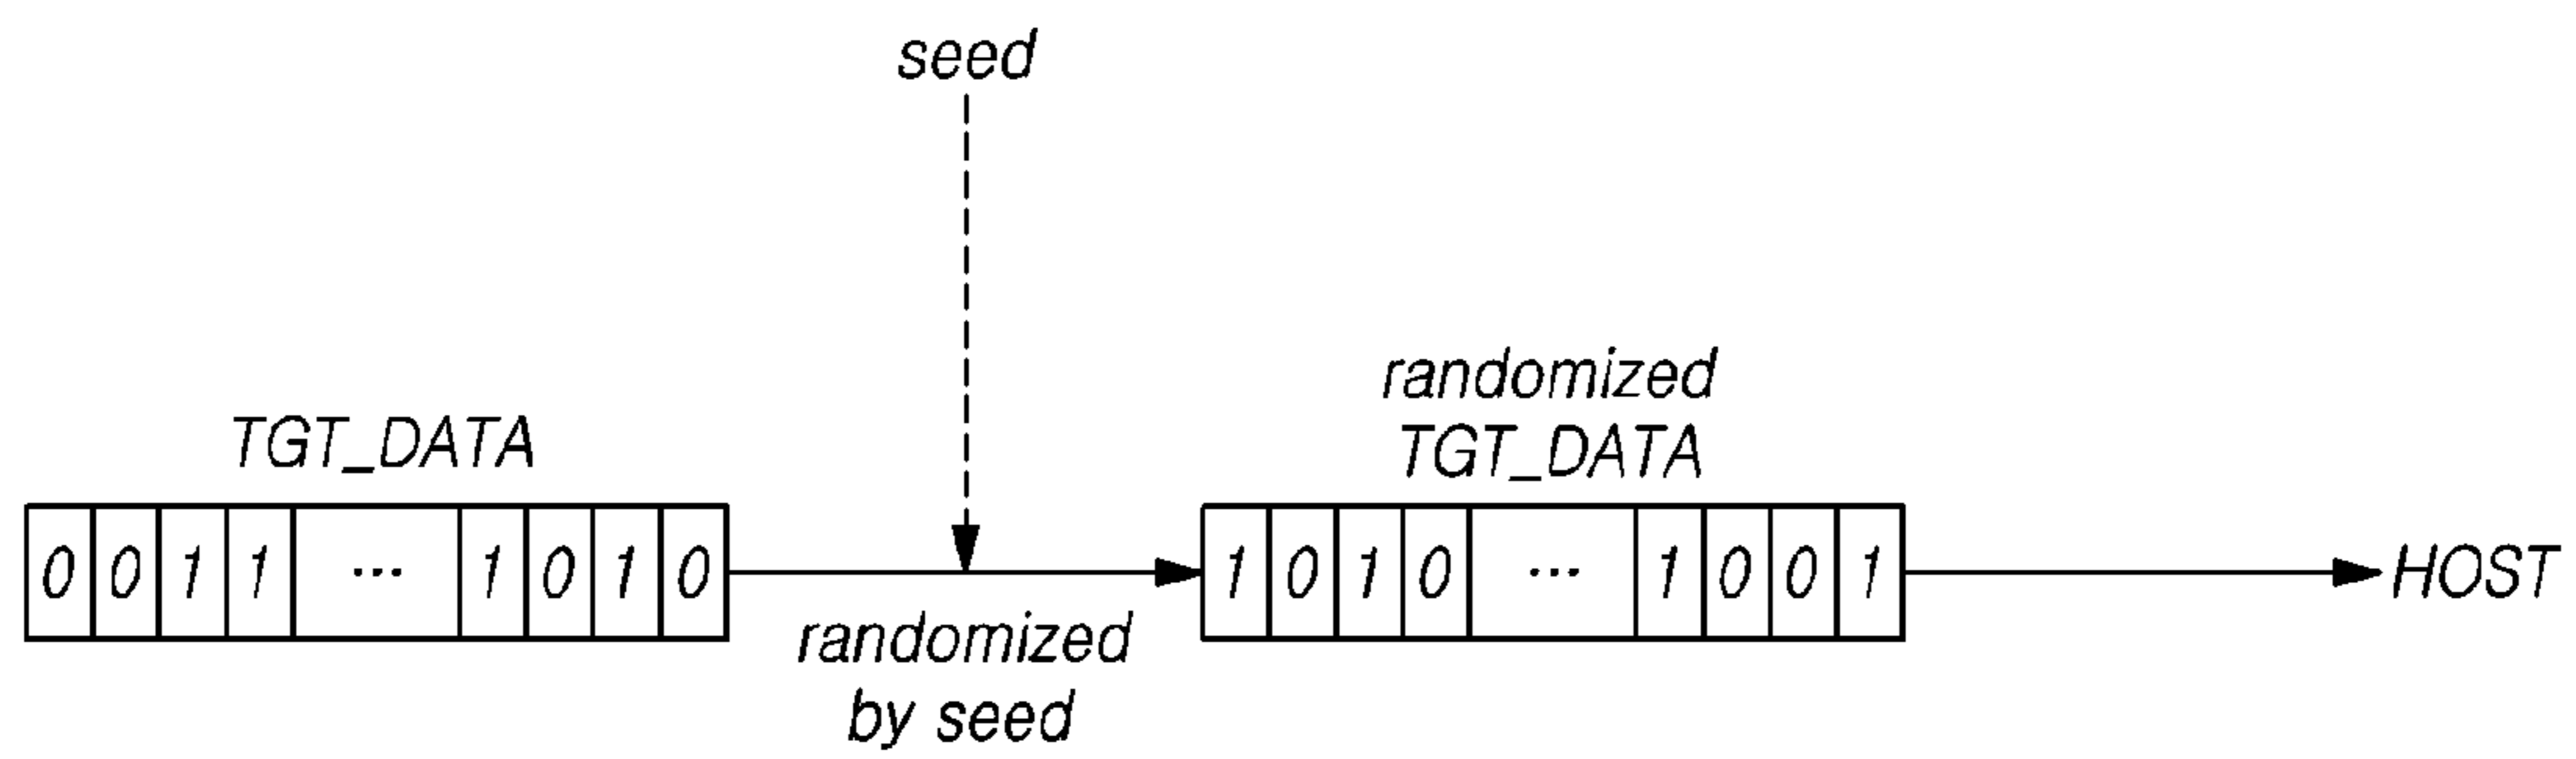 seed
randomized
TGT_DATA
TGT_DATA
0 0 1 1 ... 1 0 1 0
1 0 1 0 ... 1 0 0 1
HOST
randomized
by seed